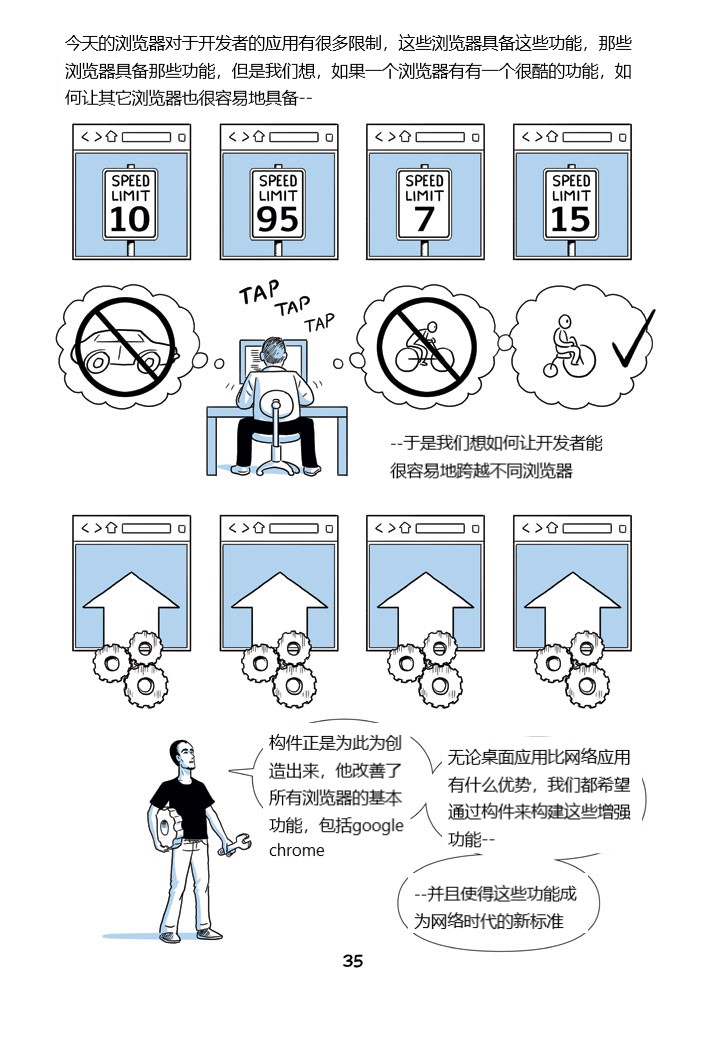 今天的浏览器对于开发者的应用有很多限制，这些浏览器具备这些功能，那些
浏览器具备那些功能，但是我们想，如果一个浏览器有有一个很酷的功能，如
何让其它浏览器也很容易地具备--
SPEED
LIMIT
10
SPEED
LIMIT
95
SPEED
LIMIT
7
SPEED
LIMIT
15
TAP
TAP
TAP
--于是我们想如何让开发者能
很容易地跨越不同浏览器
构件正是为此为创
造出来，他改善了
所有浏览器的基本
功能，包括google
chrome
无论桌面应用比网络应用
有什么优势，我们都希望
通过构件来构建这些增强
功能--
--并且使得这些功能成
为网络时代的新标准
35